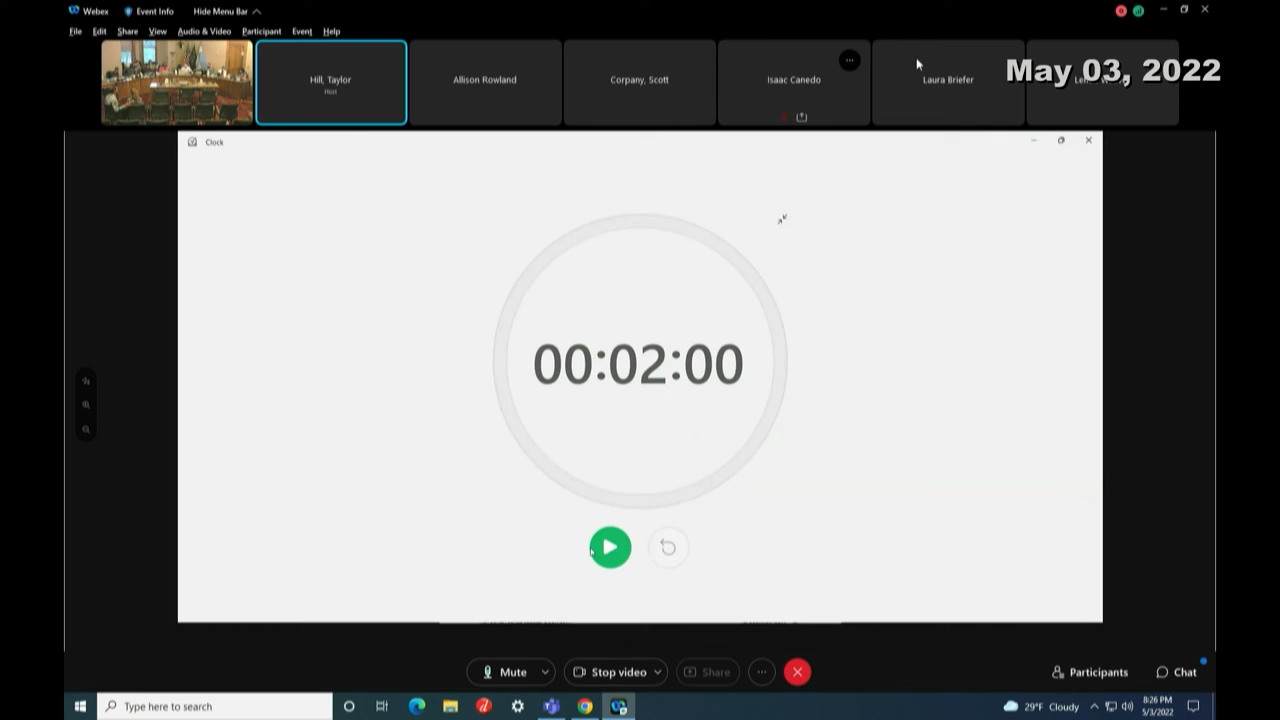 Webex Event Info Hide Menu Bar
File Edit Share View Audio & Video Participant Event Help
May 03, 2022
Hill, Taylor
Host
Allison Rowland
Corpany, Scott
Isaac Canedo
Laura Briefer
Clock
00:02:00
Mute
Stop video
Share
Participants
Chat
Type here to search
29°F Cloudy
8:26 PM
5/3/2022